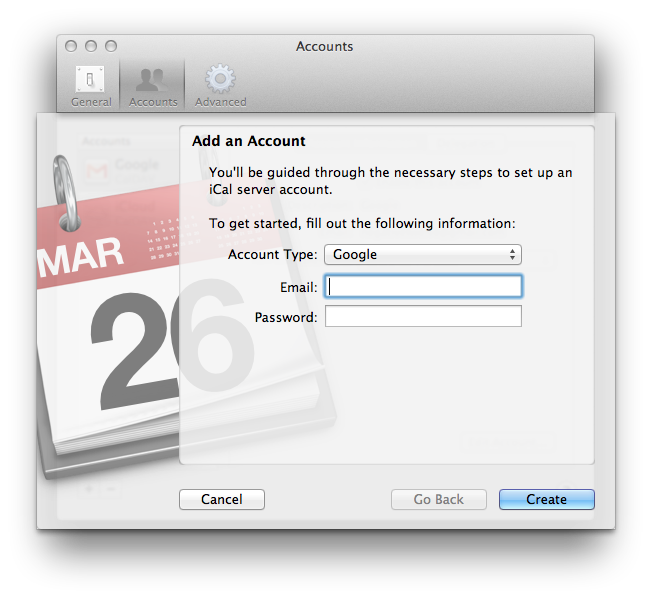 Accounts
General
Accounts
Advanced
Accounts
Google
Add an Account
You'll be guided through the necessary steps to set up an
iCal server account.
To get started, fill out the following information:
Account Type: Google
Email:
Password:
MAR
26
Cancel
Go Back
Create